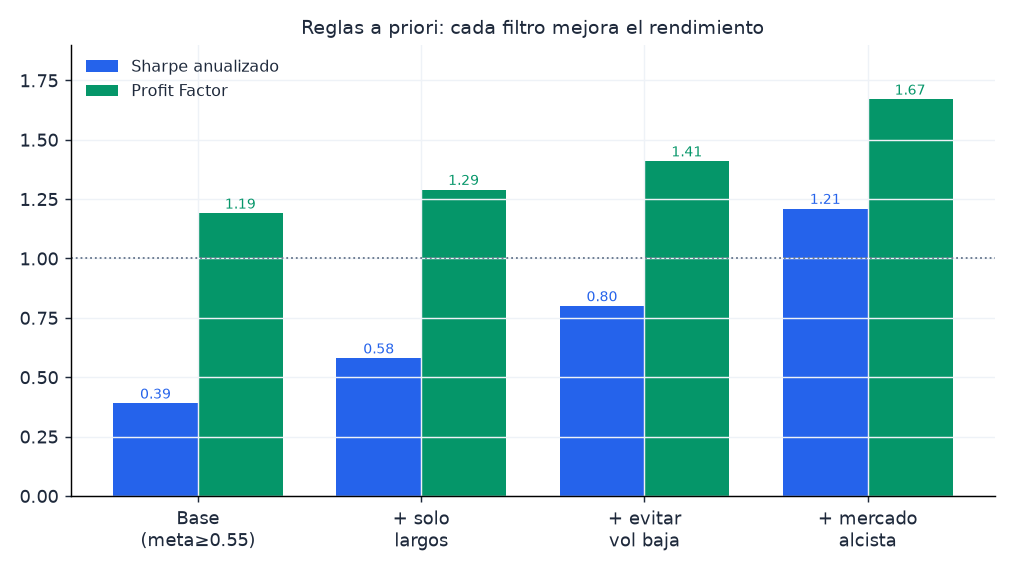 Reglas a priori: cada filtro mejora el rendimiento
Sharpe anualizado
Profit Factor
1.75
1.50
1.25
1.00
0.75
0.50
0.25
0.00
0.39
1.19
0.58
1.29
0.80
1.41
1.21
1.67
Base
(meta≥0.55)
+ solo
largos
+ evitar
vol baja
+ mercado
alcista